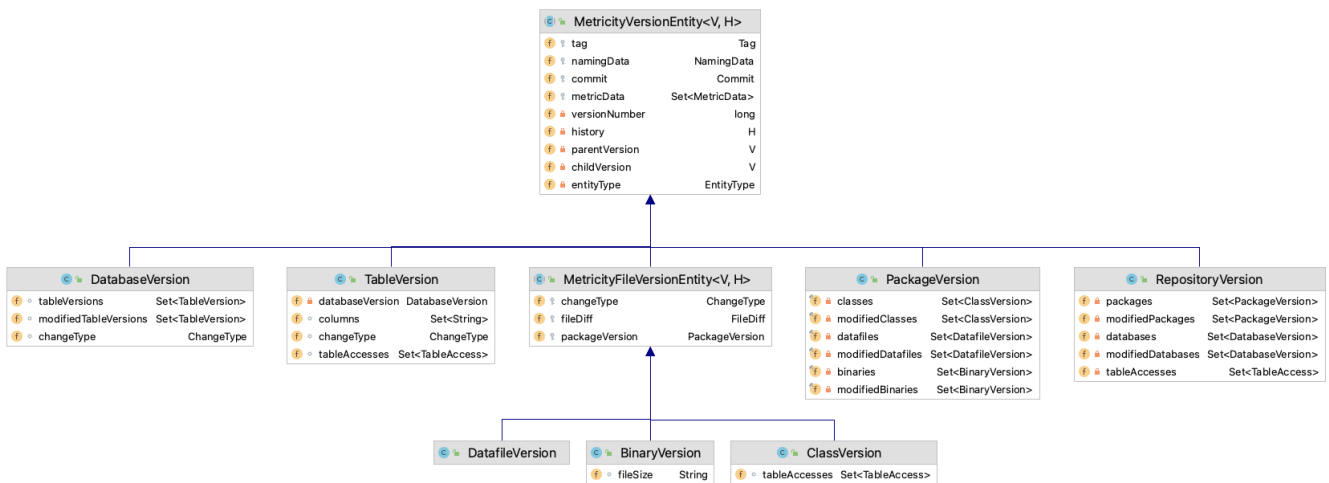 MetricityVersionEntity<V, H>
tag Tag
namingData NamingData
commit Commit
metricData Set<MetricData>
versionNumber long
history H
parentVersion V
childVersion V
entityType EntityType
DatabaseVersion
tableVersions Set<TableVersion>
modifiedTableVersions Set<TableVersion>
changeType ChangeType
TableVersion
databaseVersion DatabaseVersion
columns Set<String>
changeType ChangeType
tableAccesses Set<TableAccess>
MetricityFileVersionEntity<V, H>
changeType ChangeType
fileDiff FileDiff
packageVersion PackageVersion
PackageVersion
classes Set<ClassVersion>
modifiedClasses Set<ClassVersion>
datafiles Set<DatafileVersion>
modifiedDatafiles Set<DatafileVersion>
binaries Set<BinaryVersion>
modifiedBinaries Set<BinaryVersion>
RepositoryVersion
packages Set<PackageVersion>
modifiedPackages Set<PackageVersion>
databases Set<DatabaseVersion>
modifiedDatabases Set<DatabaseVersion>
tableAccesses Set<TableAccess>
DatafileVersion
BinaryVersion
fileSize String
ClassVersion
tableAccesses Set<TableAccess>